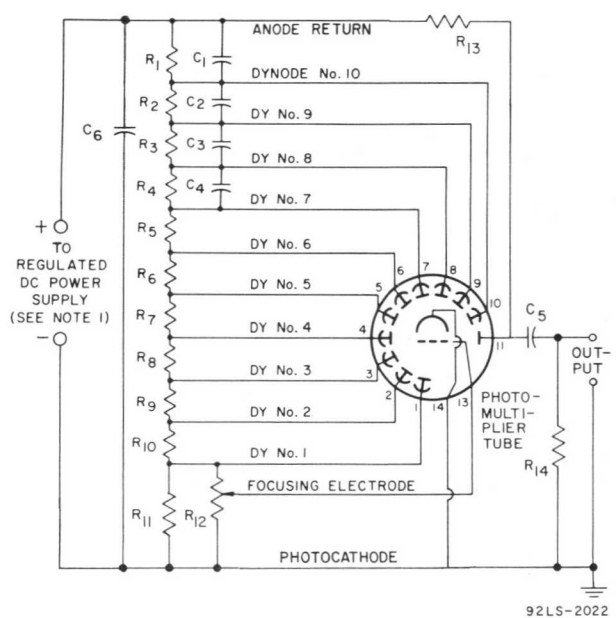 ANODE RETURN
R13
R1
C1
DYNODE No. 10
R2
C2
DY No. 9
C6
R3
C3
DY No. 8
R4
C4
DY No. 7
R5
DY No. 6
R6
DY No. 5
R7
DY No. 4
R8
DY No. 3
R9
DY No. 2
R10
DY No. 1
R11
R12
FOCUSING ELECTRODE
PHOTOCATHODE
+
TO
REGULATED
DC POWER
SUPPLY
(SEE NOTE 1)
-
1
2
3
4
5
6
7
8
9
10
11
13
14
PHOTO-
MULTI-
PLIER
TUBE
C5
R14
OUT-
PUT
92LS-2022